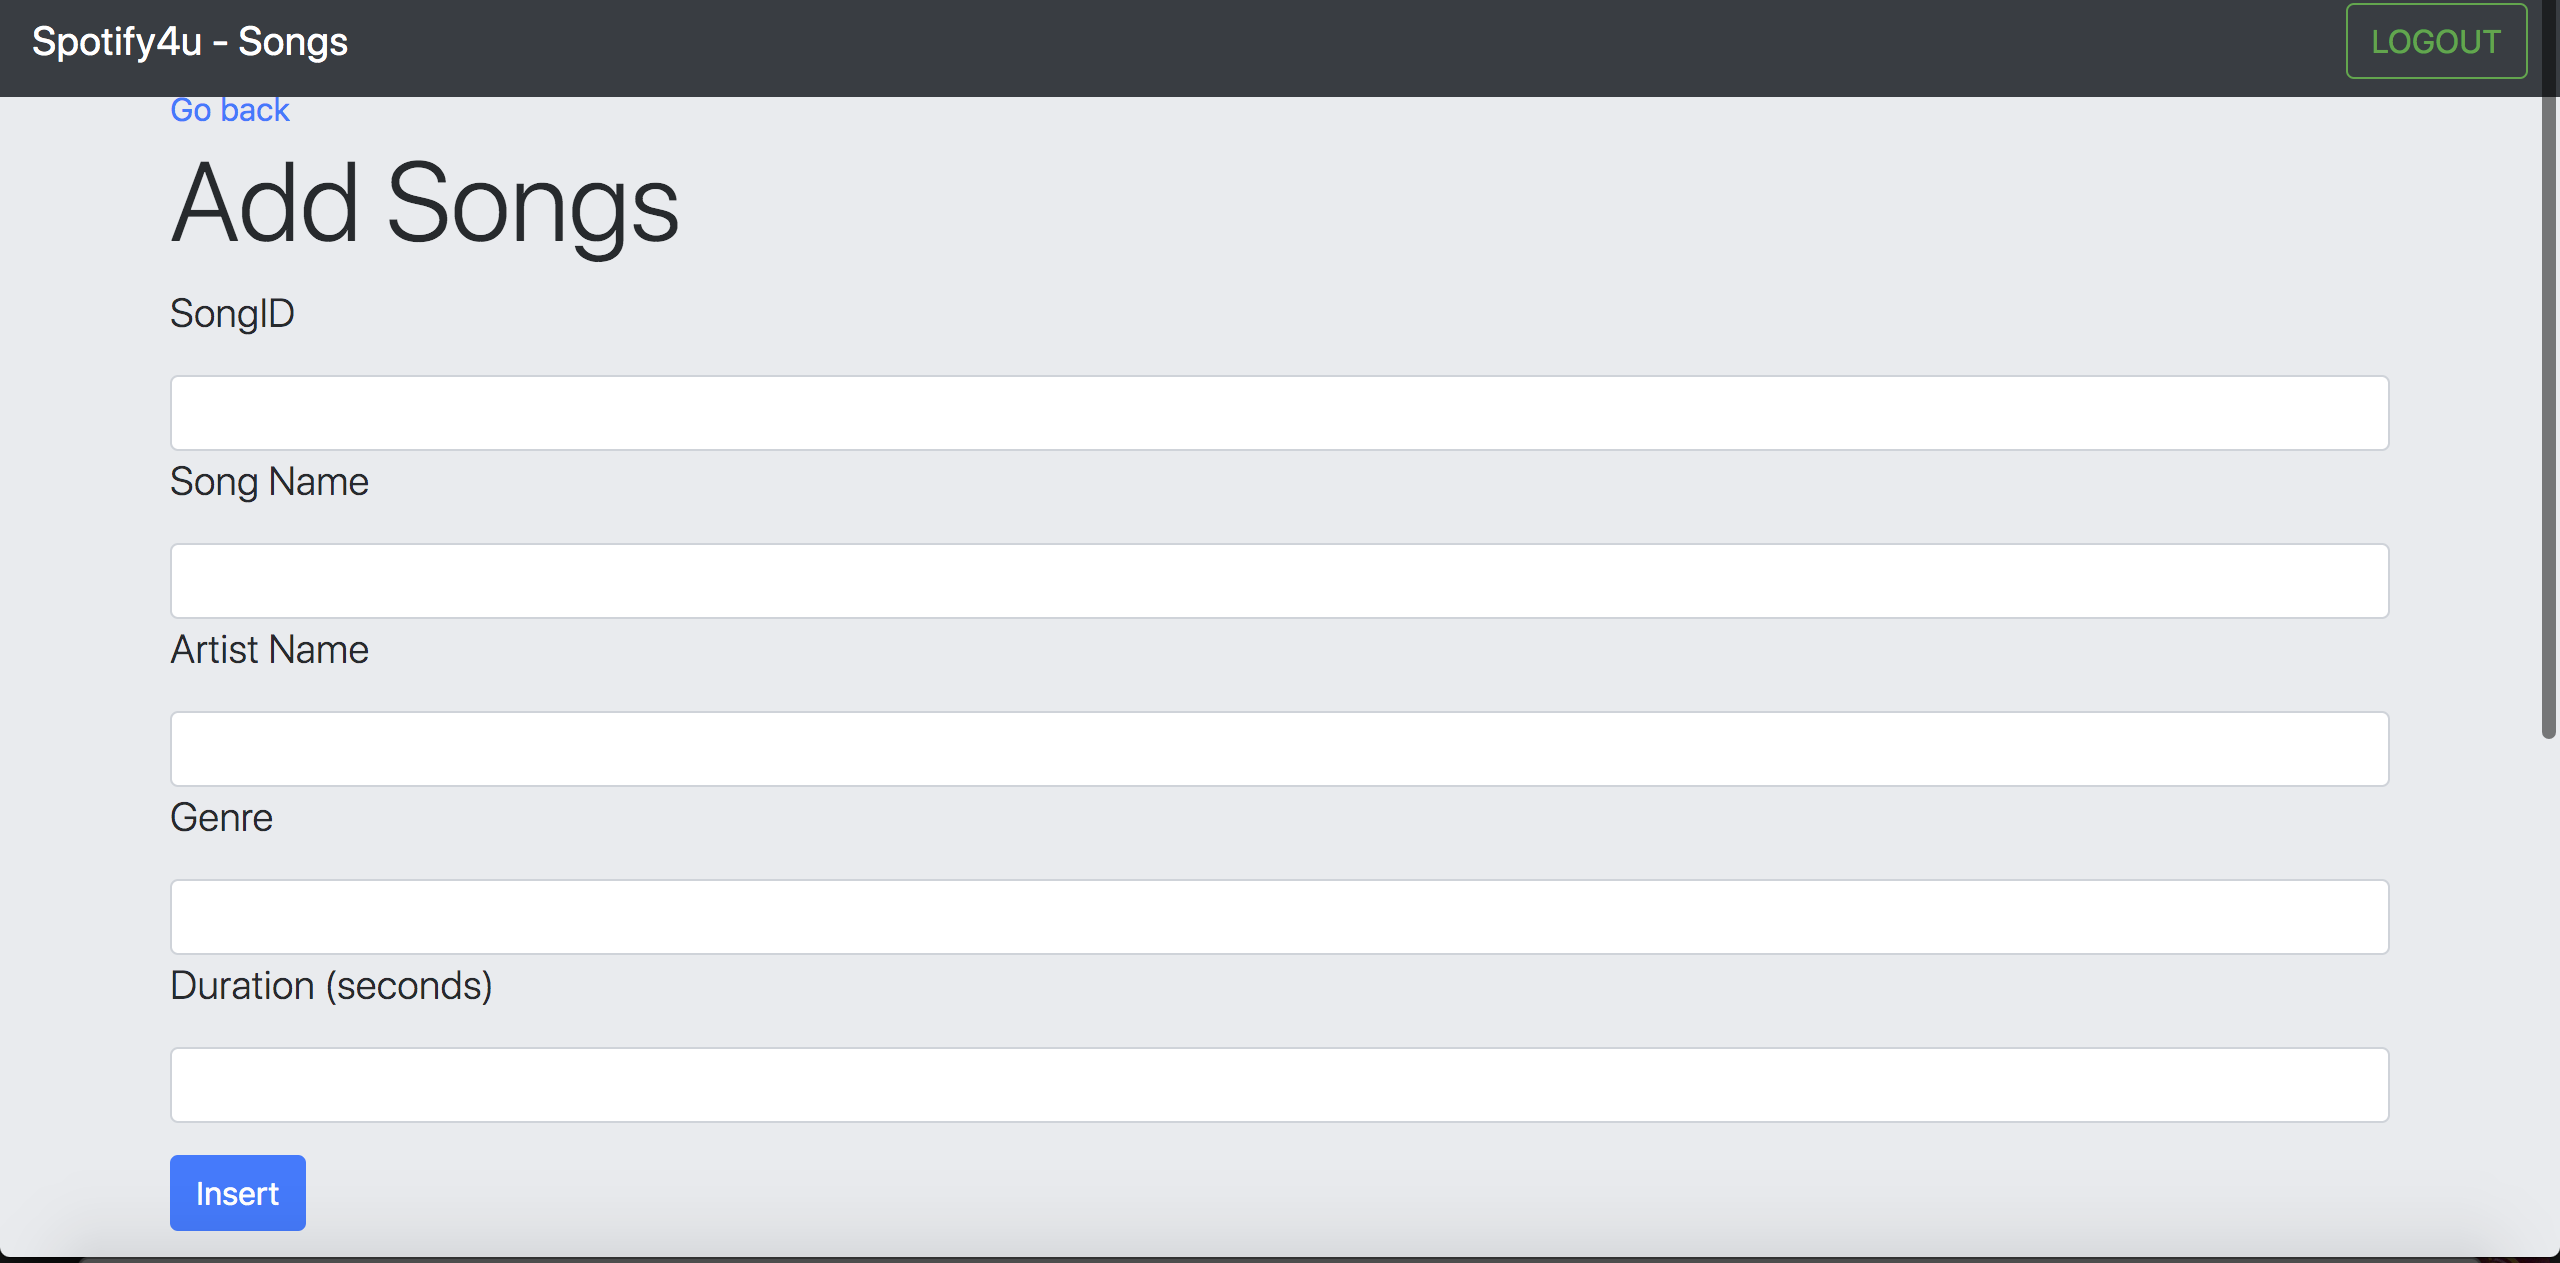 Spotify4u - Songs
LOGOUT
Go back
Add Songs
SongID
Song Name
Artist Name
Genre
Duration (seconds)
Insert